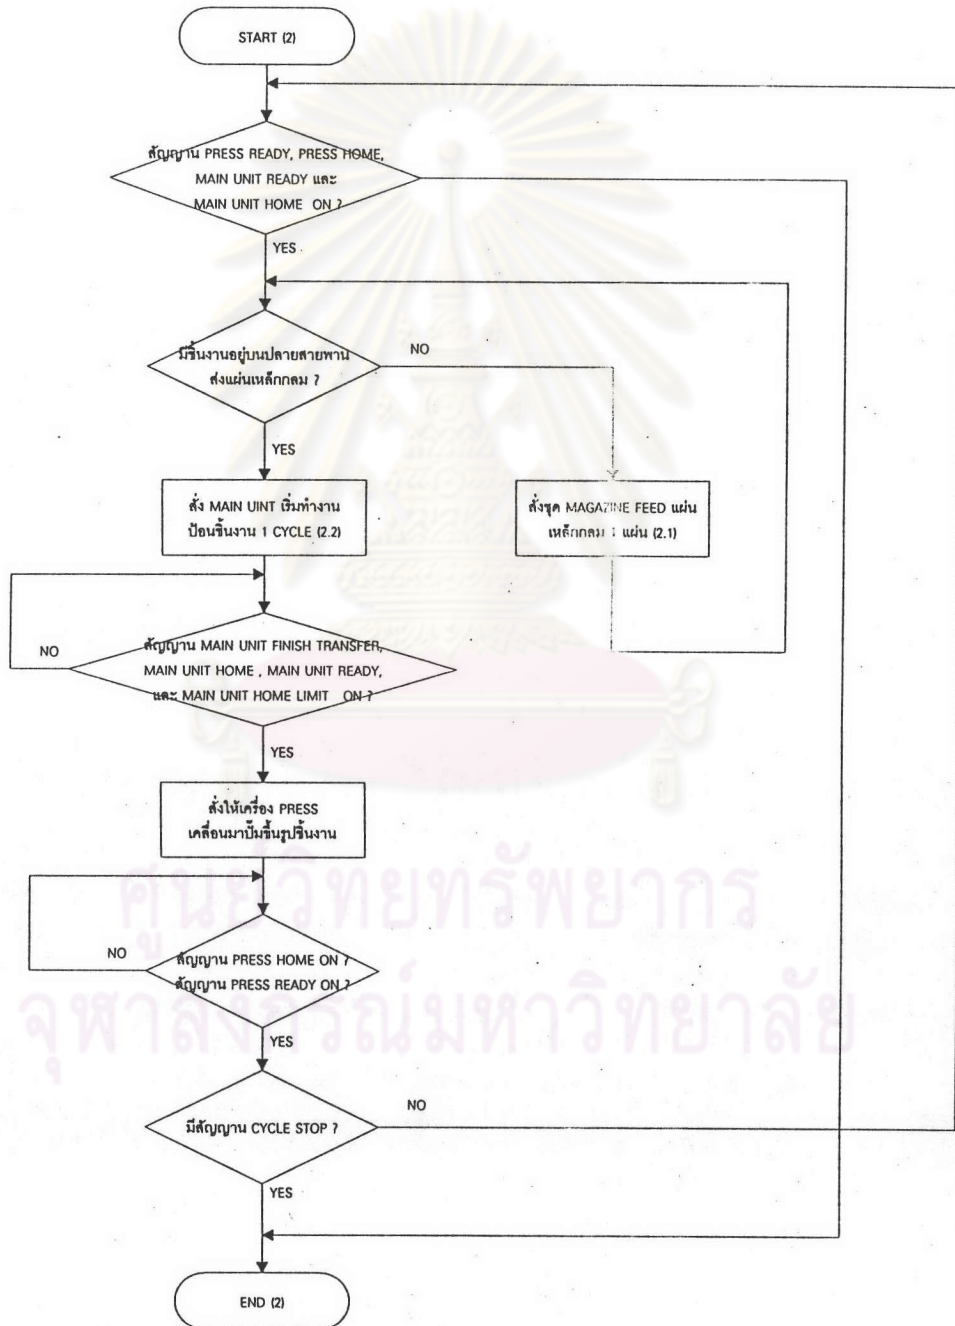 START (2)
สัญญาน PRESS READY, PRESS HOME,
MAIN UNIT READY และ
MAIN UNIT HOME ON ?
YES
มีชิ้นงานอยู่บนปลายสายพาน
ส่งแผ่นเหล็กกลม ?
NO
YES
สั่ง MAIN UINT เริ่มทำงาน
ป้อนชิ้นงาน 1 CYCLE (2.2)
สั่งชุด MAGAZINE FEED แผ่น
เหล็กกลม 1 แผ่น (2.1)
NO
สัญญาน MAIN UNIT FINISH TRANSFER,
MAIN UNIT HOME , MAIN UNIT READY,
และ MAIN UNIT HOME LIMIT ON ?
YES
สั่งให้เครื่อง PRESS
เคลื่อนมาปั๊มขึ้นรูปชิ้นงาน
NO
สัญญาน PRESS HOME ON ?
สัญญาน PRESS READY ON ?
YES
มีสัญญาน CYCLE STOP ?
NO
YES
END (2)
ศูนย์วิทยทรัพยากร
จุฬาลงกรณ์มหาวิทยาลัย